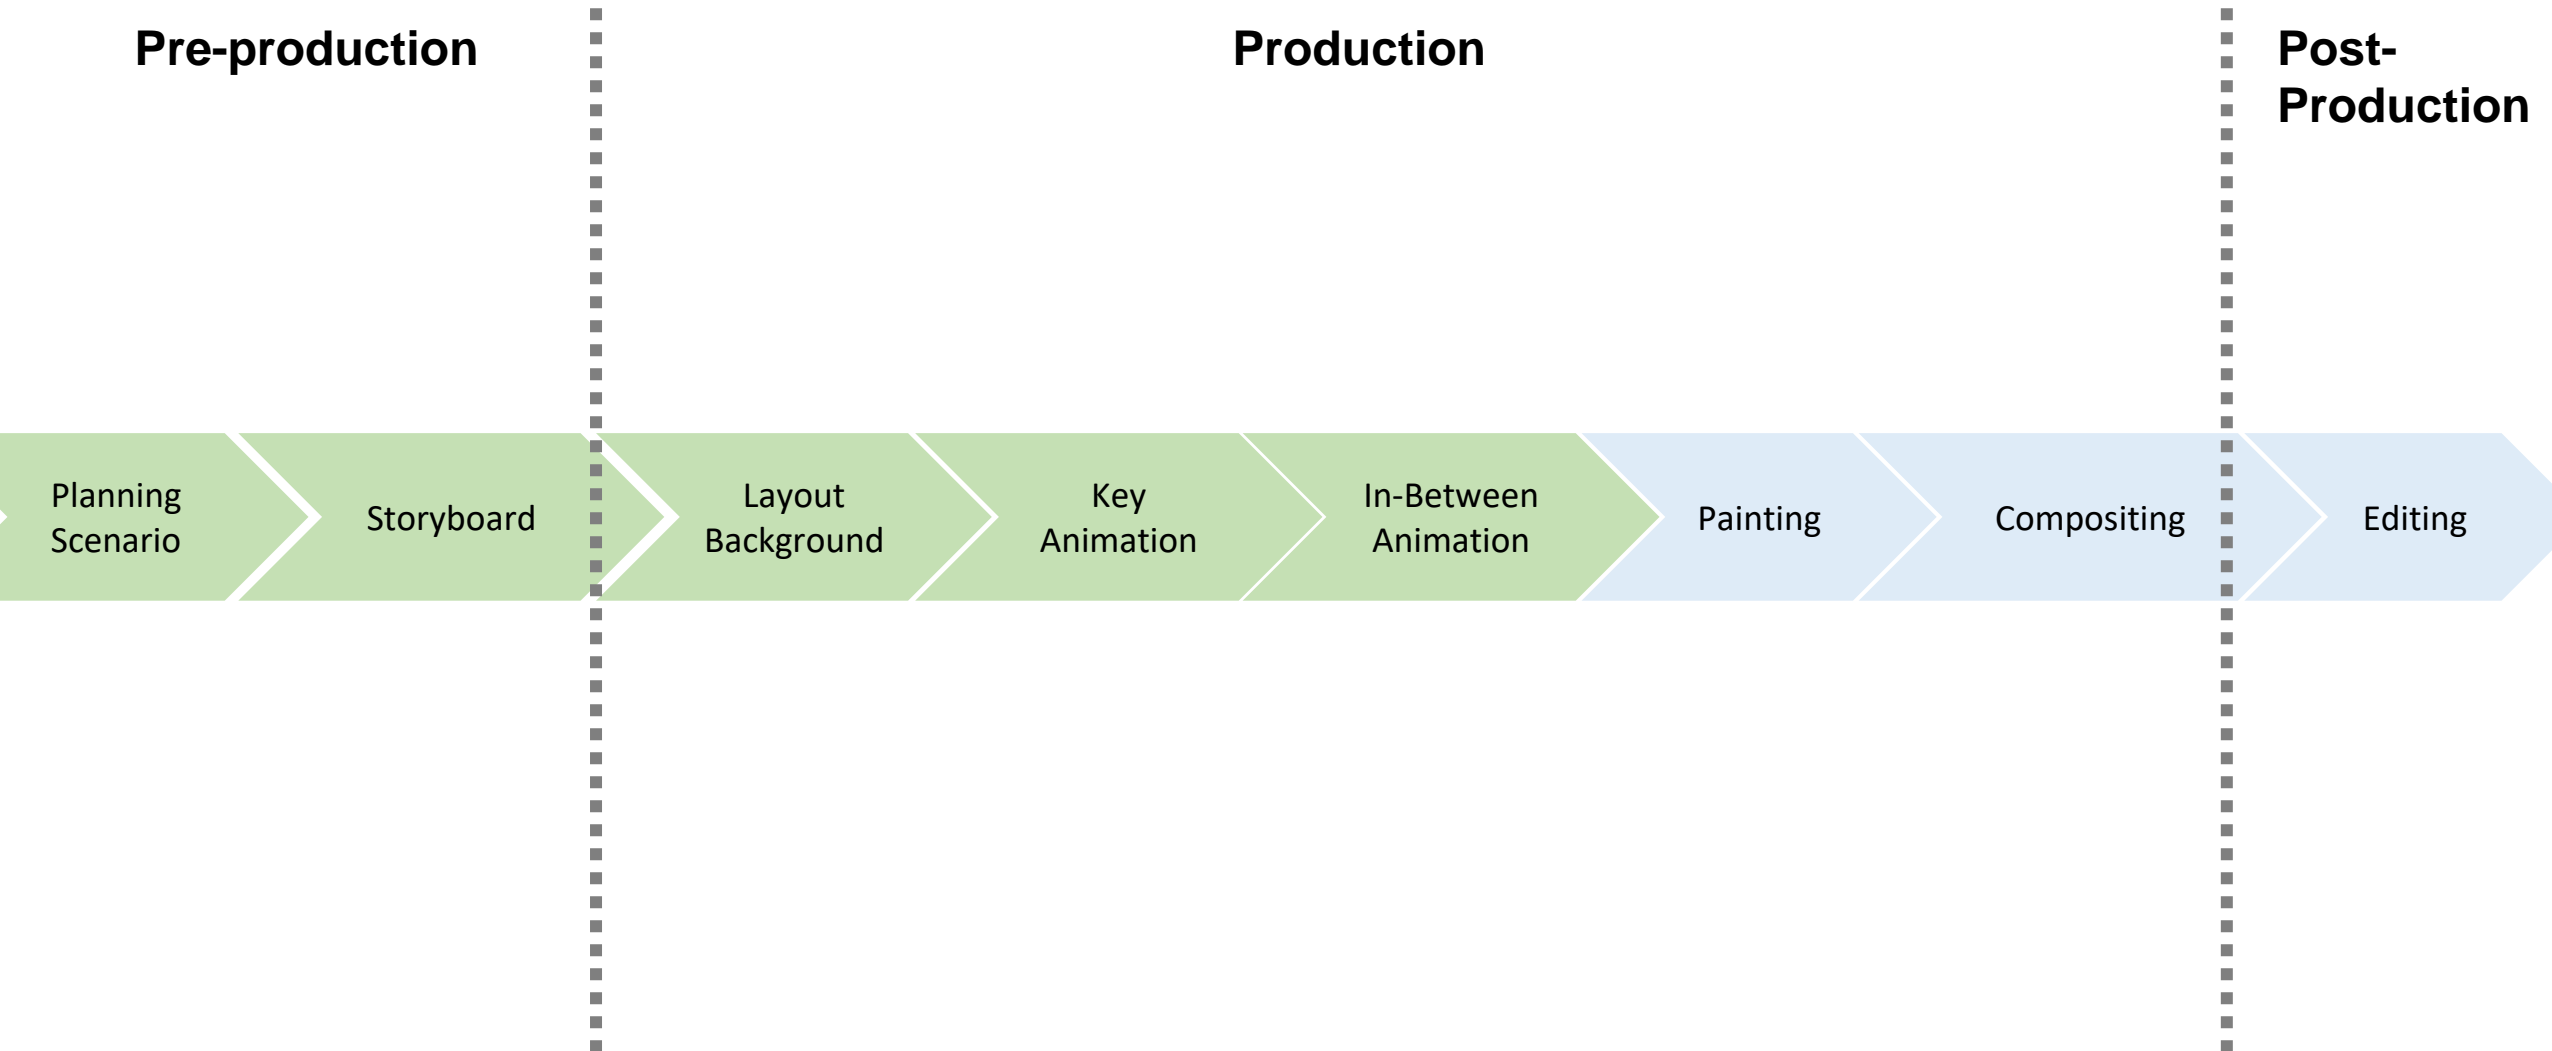 Pre-production
Production
Post-
Production
Planning
Scenario
Storyboard
Layout
Background
Key
Animation
In-Between
Animation
Painting
Compositing
Editing